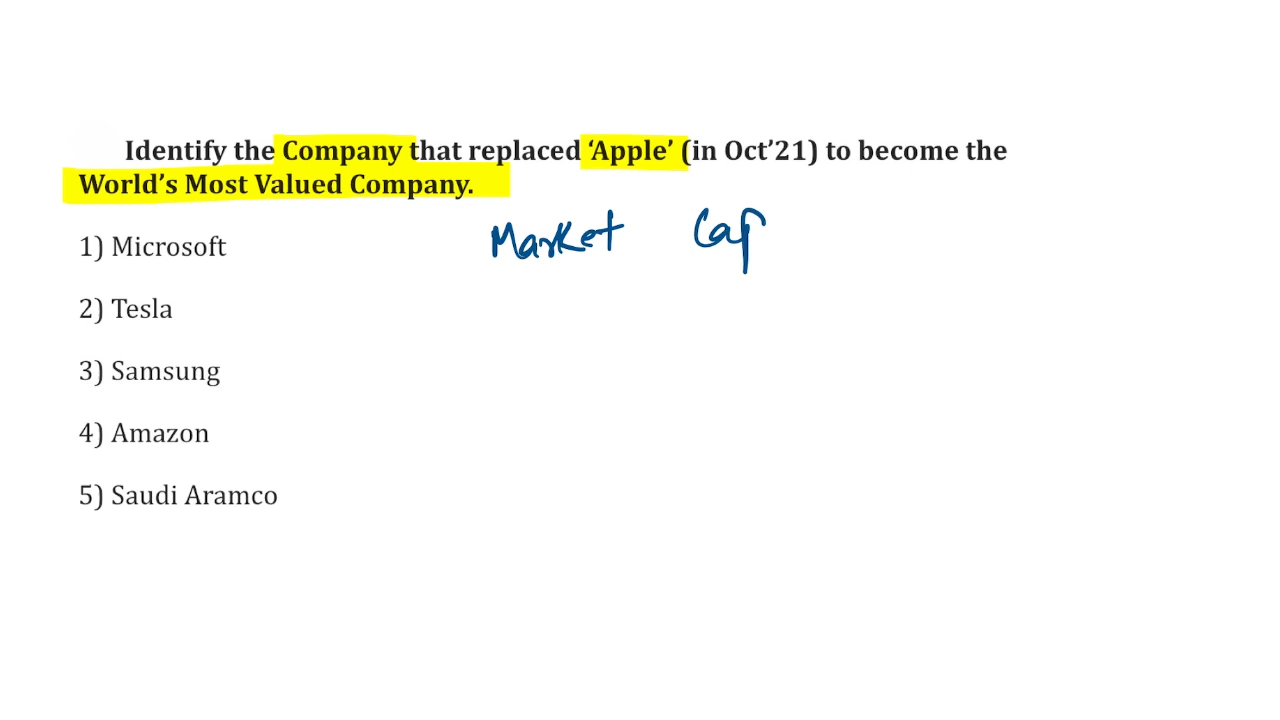 Identify the Company that replaced ‘Apple’ (in Oct’21) to become the
World’s Most Valued Company.
Market Cap
1) Microsoft
2) Tesla
3) Samsung
4) Amazon
5) Saudi Aramco